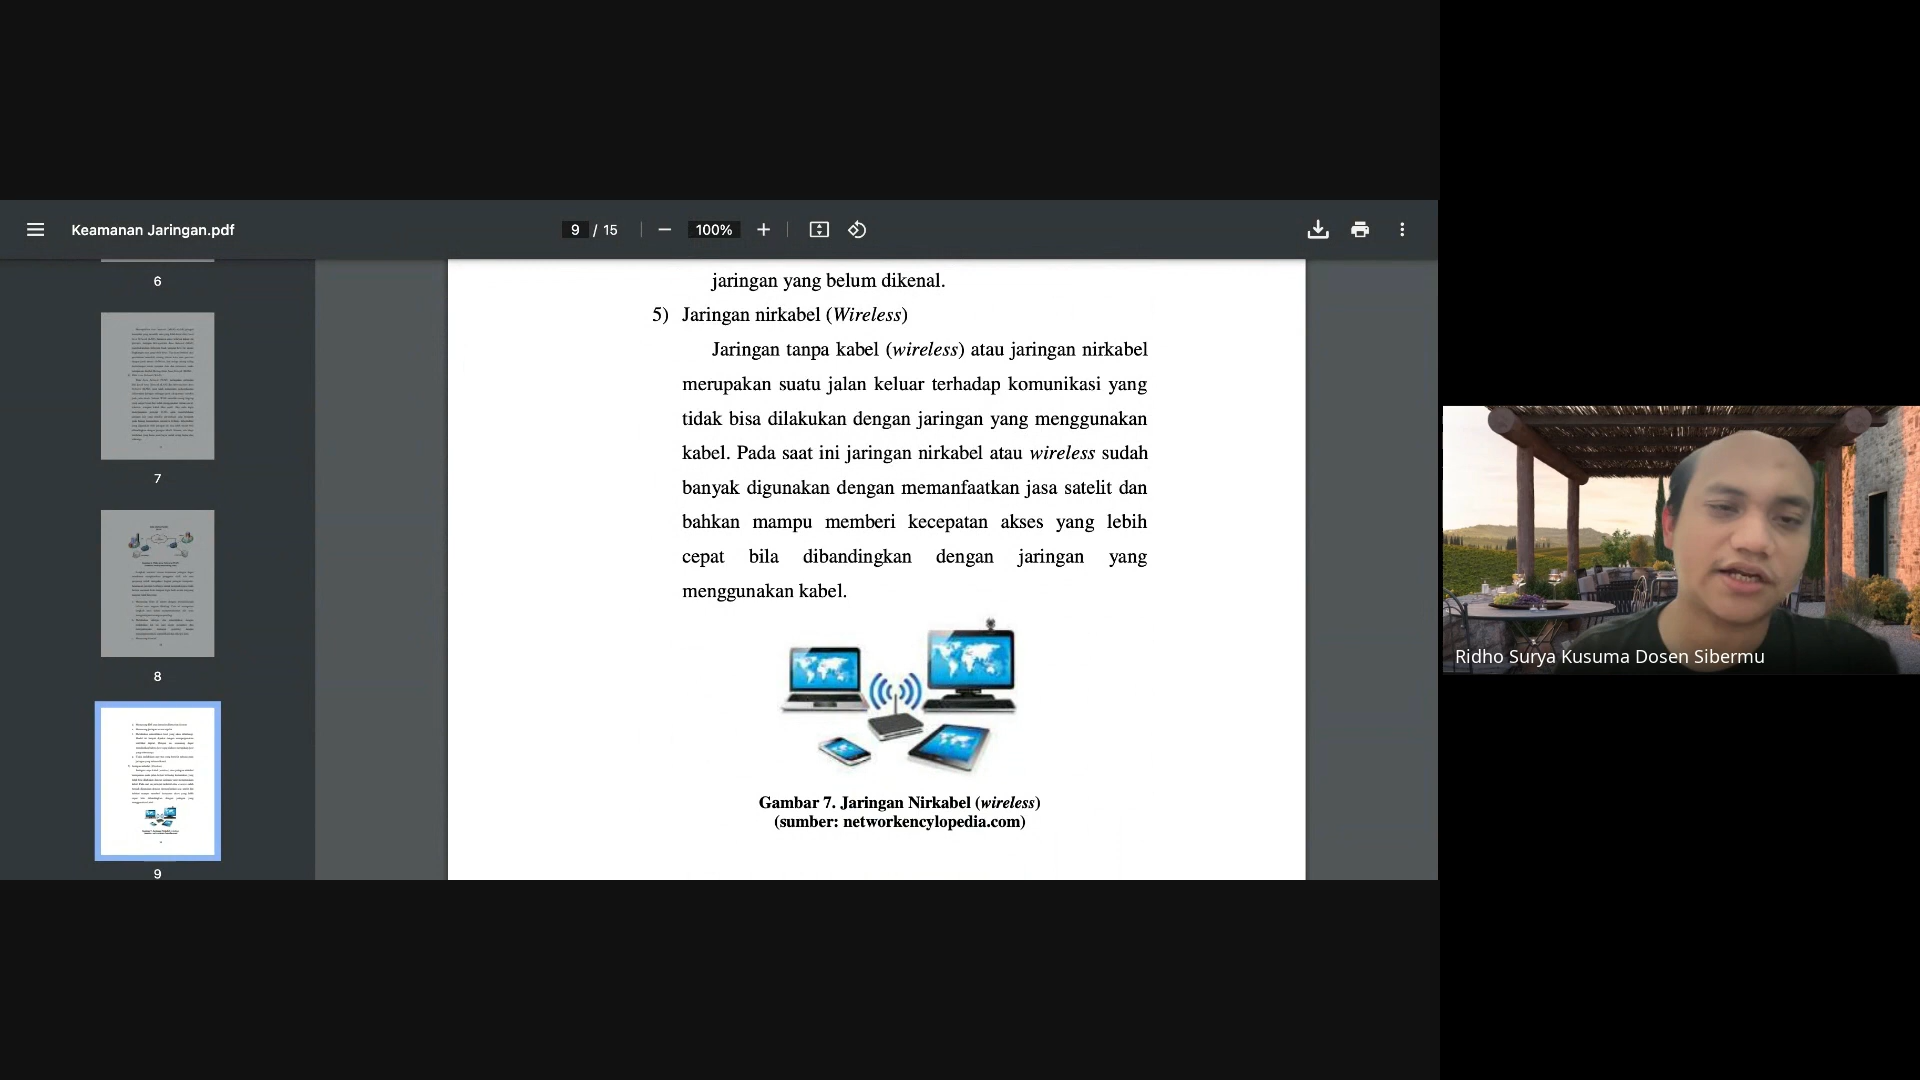 Keamanan Jaringan.pdf
9 / 15
100%
6
7
8
9
jaringan yang belum dikenal.
5) Jaringan nirkabel (Wireless)
Jaringan tanpa kabel (wireless) atau jaringan nirkabel
merupakan suatu jalan keluar terhadap komunikasi yang
tidak bisa dilakukan dengan jaringan yang menggunakan
kabel. Pada saat ini jaringan nirkabel atau wireless sudah
banyak digunakan dengan memanfaatkan jasa satelit dan
bahkan mampu memberi kecepatan akses yang lebih
cepat bila dibandingkan dengan jaringan yang
menggunakan kabel.
Gambar 7. Jaringan Nirkabel (wireless)
(sumber: networkencylopedia.com)
Ridho Surya Kusuma Dosen Sibermu